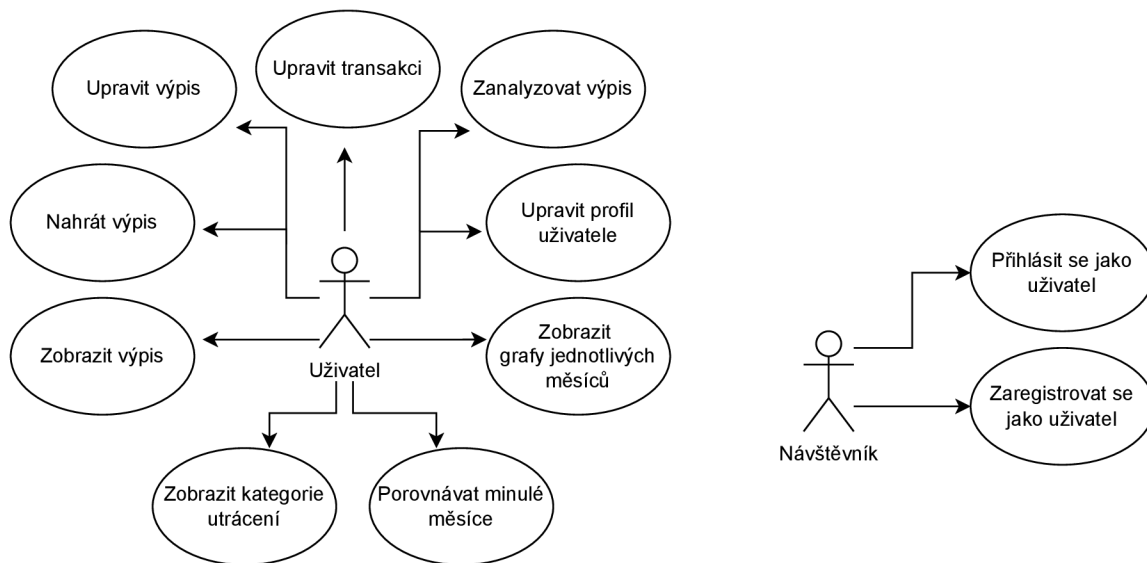 Upravit transakci
Upravit výpis
Zanalyzovat výpis
Nahrát výpis
Upravit profil
uživatele
Zobrazit výpis
Uživatel
Zobrazit
grafy jednotlivých
měsíců
Zobrazit kategorie
utrácení
Porovnávat minulé
měsíce
Přihlásit se jako
uživatel
Zaregistrovat se
jako uživatel
Návštěvník